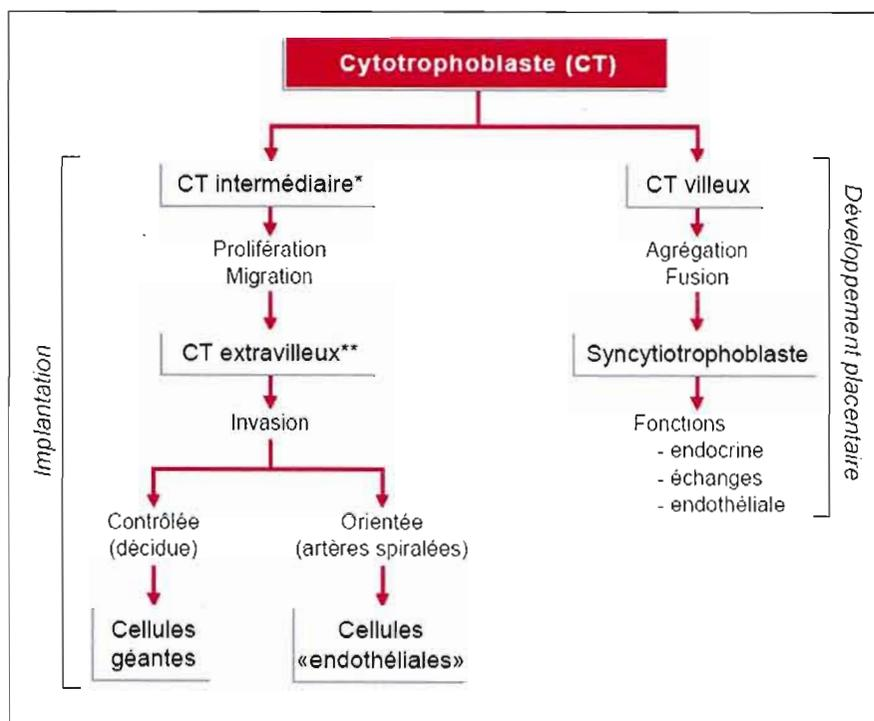 Cytotrophoblaste (CT)
CT intermédiaire*
Prolifération
Migration
CT extravilleux**
Invasion
Contrôlée
(décidue)
Cellules
géantes
Orientée
(artères spiralées)
Cellules
«endothéliales»
Implantation
CT villeux
Agrégation
Fusion
Syncytiotrophoblaste
Fonctions
- endocrine
- échanges
- endothéliale
Développement placentaire